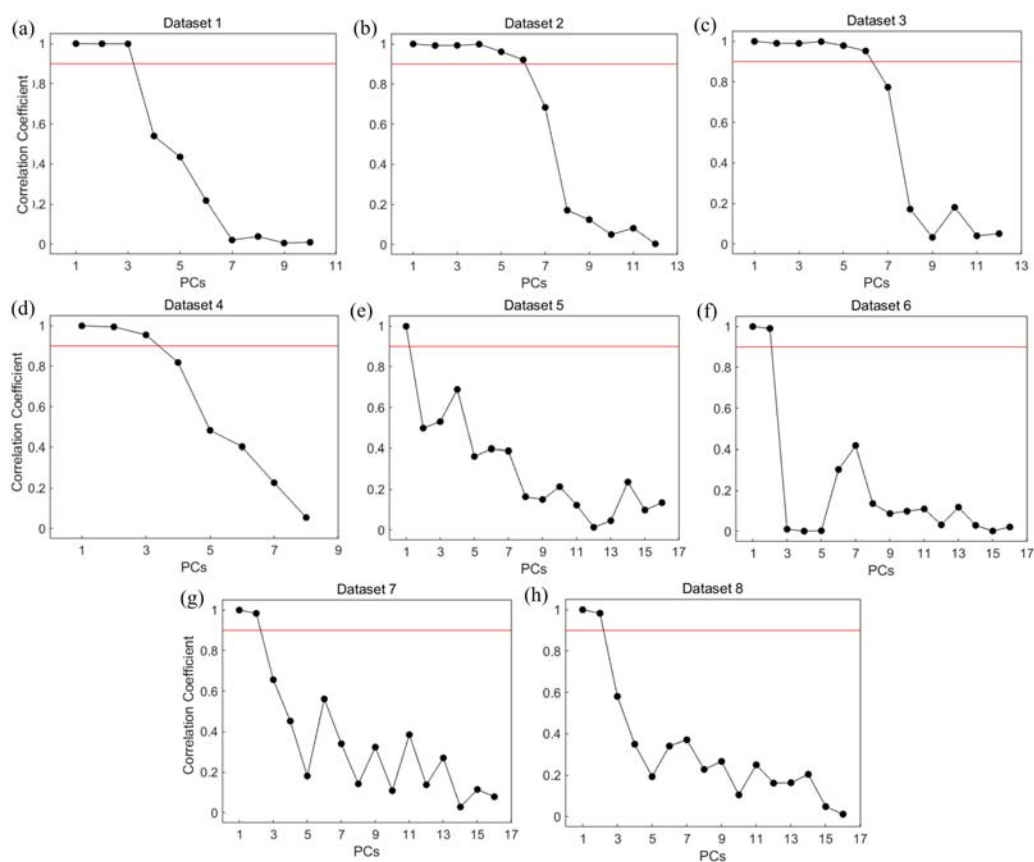 (a) Dataset 1
(b) Dataset 2
(c) Dataset 3
Correlation Coefficient
1
0.8
0.6
0.4
0.2
0
1 3 5 7 9 11
PCs
1
0.8
0.6
0.4
0.2
0
1 3 5 7 9 11 13
PCs
1
0.8
0.6
0.4
0.2
0
1 3 5 7 9 11 13
PCs
(d) Dataset 4
(e) Dataset 5
(f) Dataset 6
Correlation Coefficient
1
0.8
0.6
0.4
0.2
0
1 3 5 7 9
PCs
1
0.8
0.6
0.4
0.2
0
1 3 5 7 9 11 13 15 17
PCs
1
0.8
0.6
0.4
0.2
0
1 3 5 7 9 11 13 15 17
PCs
(g) Dataset 7
(h) Dataset 8
Correlation Coefficient
1
0.8
0.6
0.4
0.2
0
1 3 5 7 9 11 13 15 17
PCs
1
0.8
0.6
0.4
0.2
0
1 3 5 7 9 11 13 15 17
PCs